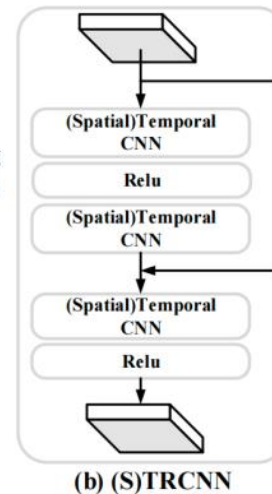 (Spatial)Temporal
CNN
Relu
(Spatial)Temporal
CNN
(Spatial)Temporal
CNN
Relu
(b) (S)TRCNN